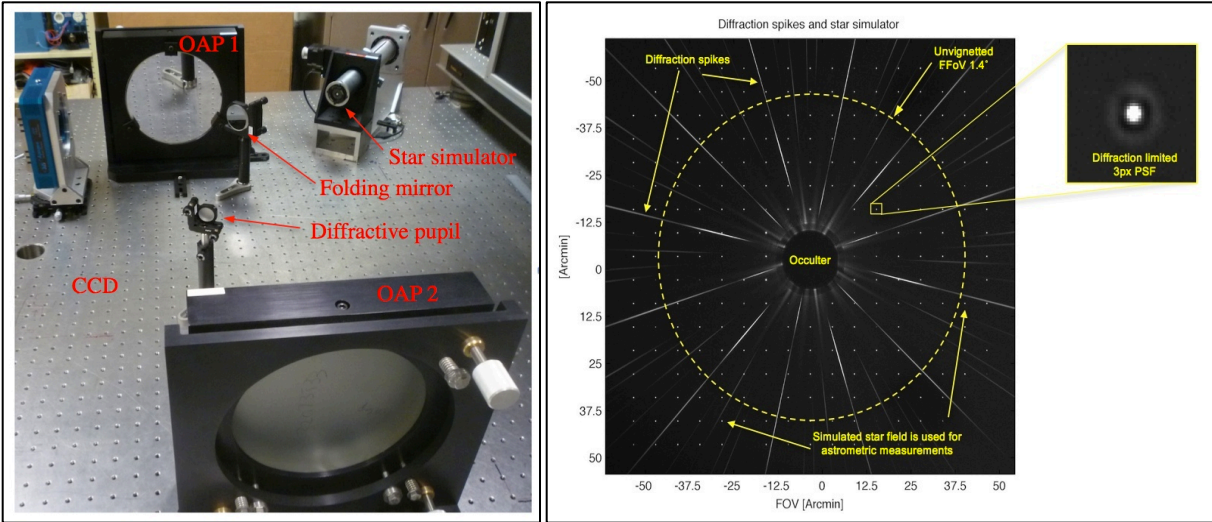 OAP 1
Star simulator
Folding mirror
Diffractive pupil
CCD
OAP 2
Diffraction spikes and star simulator
Diffraction spikes
Unvignetted
FFoV 1.4°
Diffraction limited
3px PSF
Occulter
Simulated star field is used for
astrometric measurements
[Arcmin]
-50
-37.5
-25
-12.5
0
12.5
25
37.5
50
-50 -37.5 -25 -12.5 0 12.5 25 37.5 50
FOV [Arcmin]